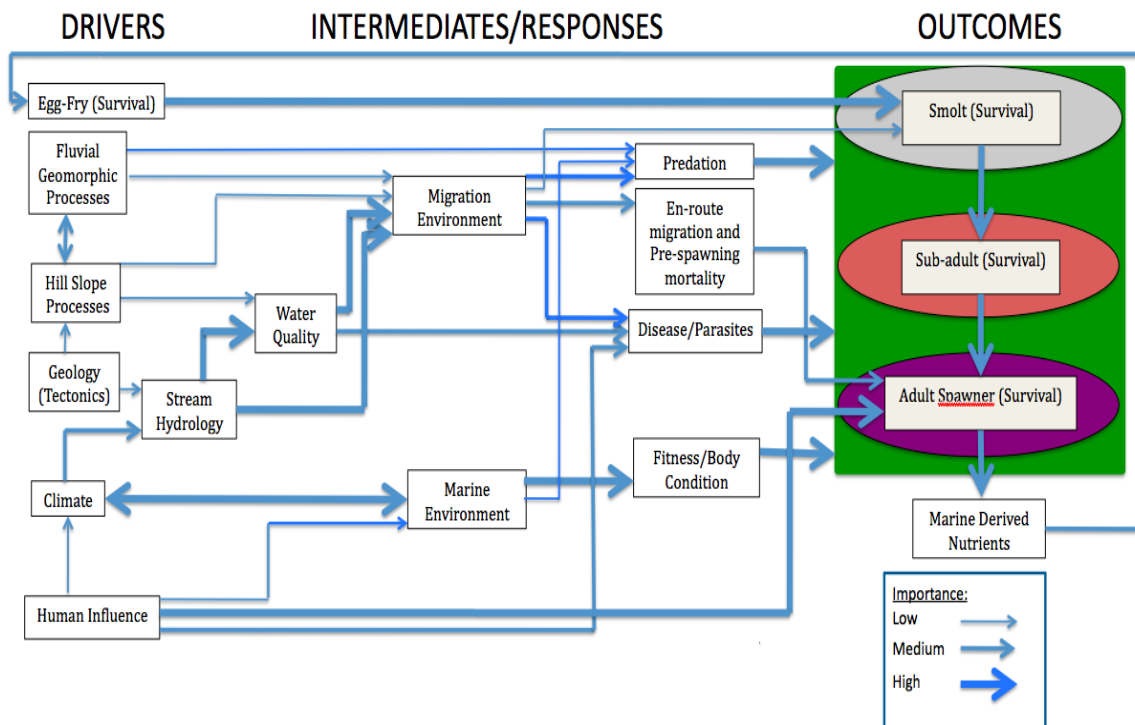 DRIVERS
INTERMEDIATES/RESPONSES
OUTCOMES
Egg-Fry (Survival)
Smolt (Survival)
Fluvial
Geomorphic
Processes
Predation
Migration
Environment
En-route
migration and
Pre-spawning
mortality
Sub-adult (Survival)
Hill Slope
Processes
Water
Quality
Disease/Parasites
Geology
(Tectonics)
Stream
Hydrology
Adult Spawner (Survival)
Fitness/Body
Condition
Climate
Marine
Environment
Marine Derived
Nutrients
Human Influence
Importance:
Low
Medium
High